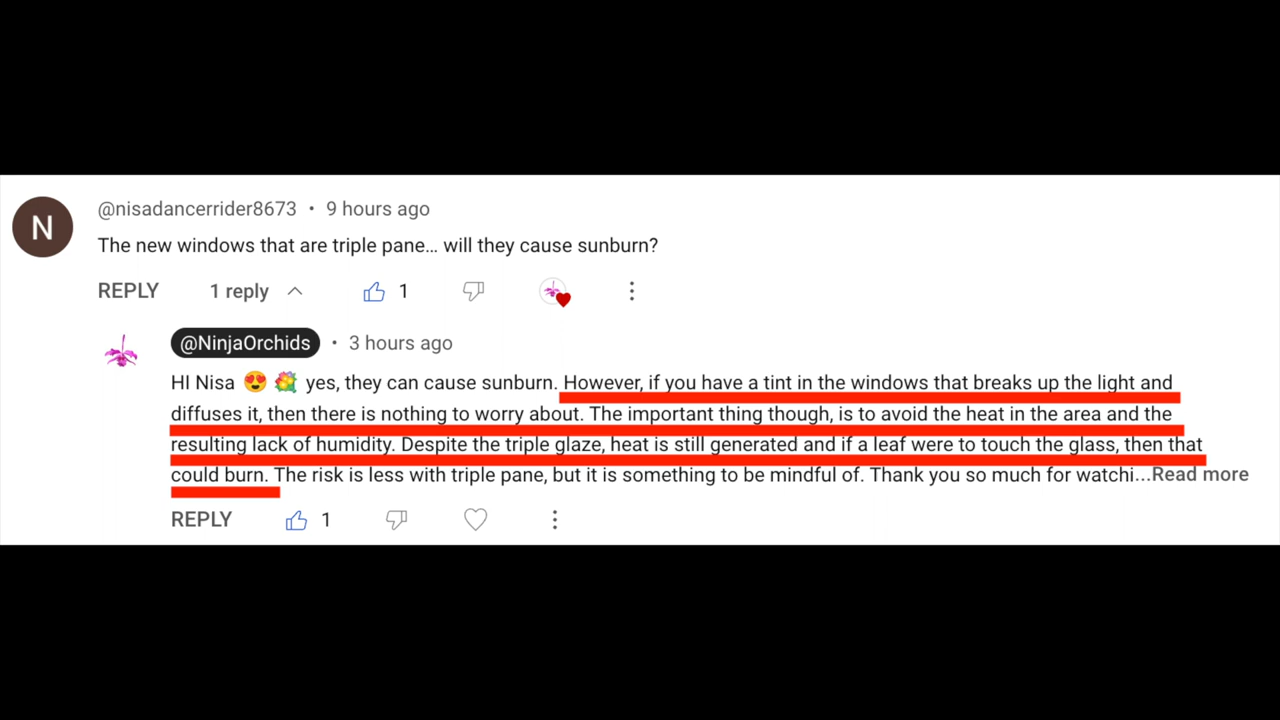 N
@nisadancerrider8673 • 9 hours ago
The new windows that are triple pane... will they cause sunburn?
REPLY 1 reply 1
@NinjaOrchids • 3 hours ago
HI Nisa 😍 💐 yes, they can cause sunburn. However, if you have a tint in the windows that breaks up the light and
diffuses it, then there is nothing to worry about. The important thing though, is to avoid the heat in the area and the
resulting lack of humidity. Despite the triple glaze, heat is still generated and if a leaf were to touch the glass, then that
could burn. The risk is less with triple pane, but it is something to be mindful of. Thank you so much for watchi...Read more
REPLY 1